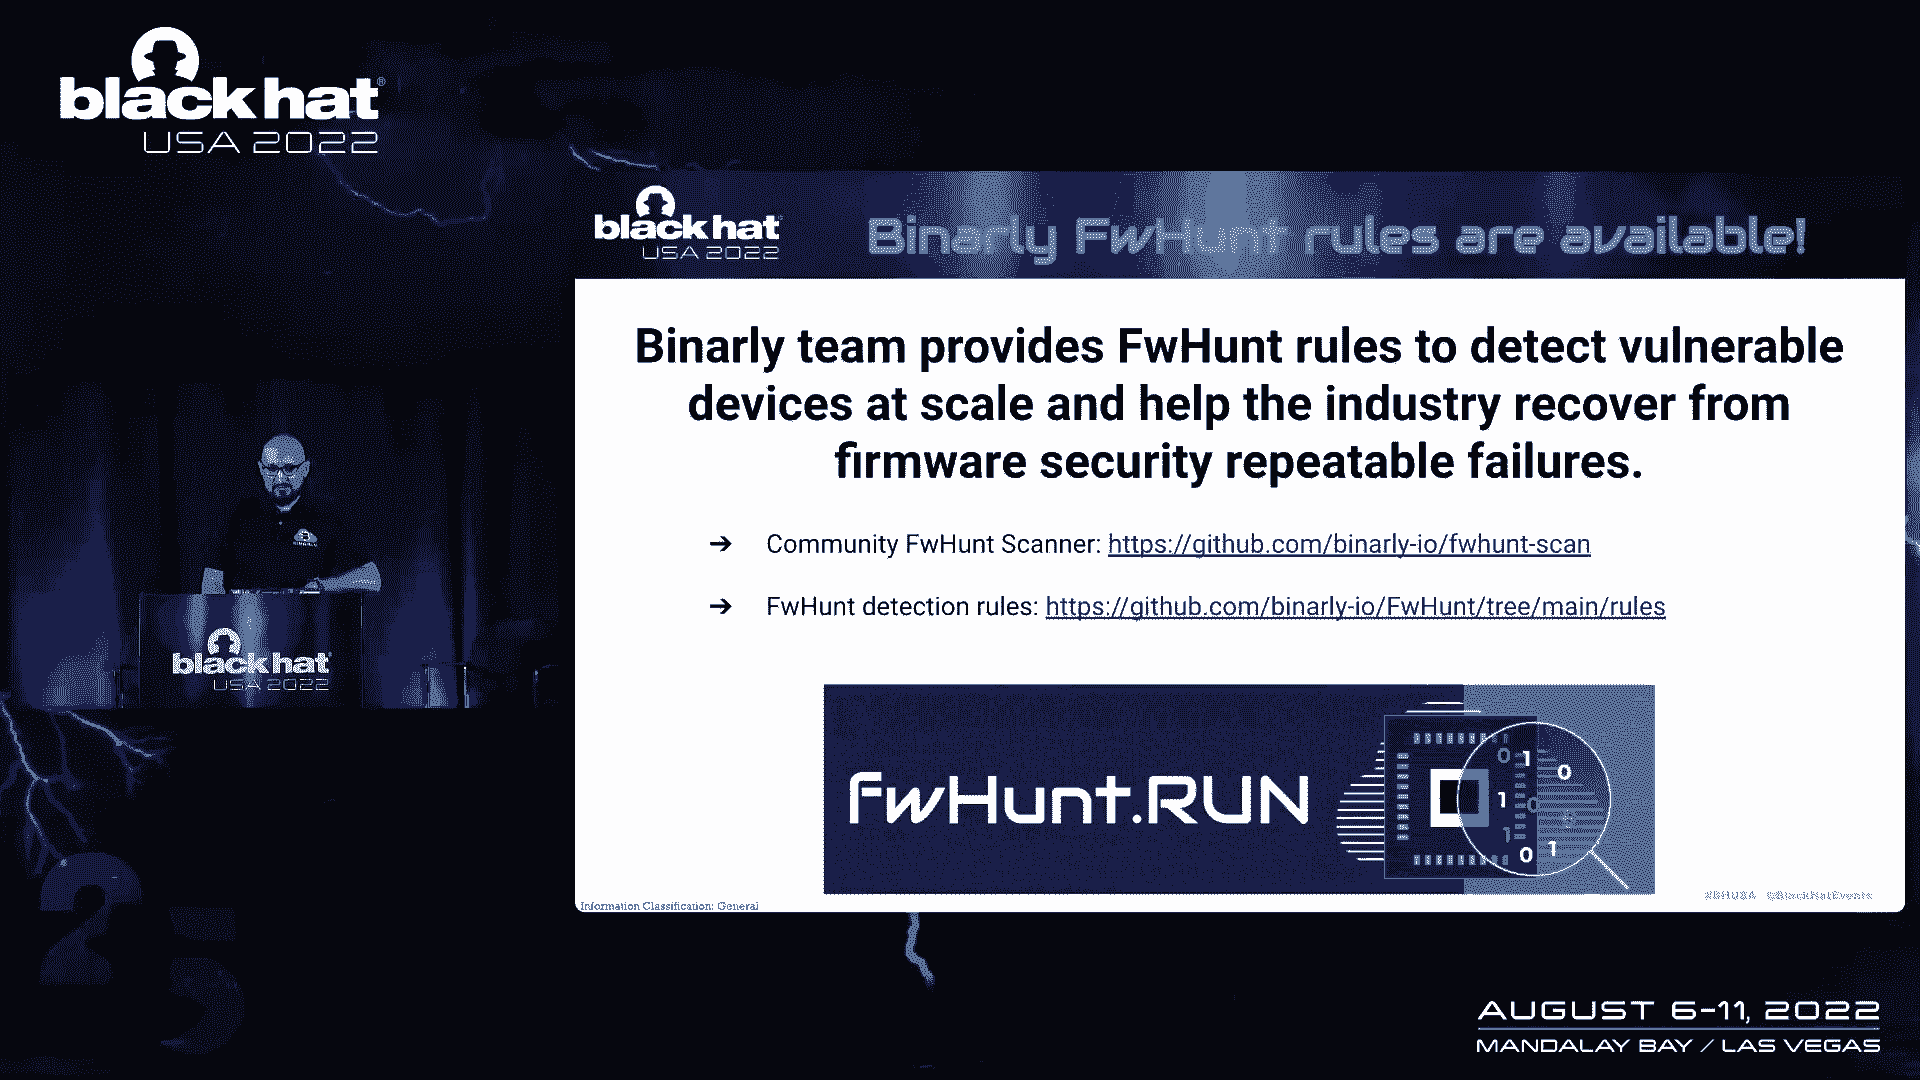 black hat®
USA 2022
black hat
USA 2022
Binarly FwHunt rules are available!
Binarly team provides FwHunt rules to detect vulnerable
devices at scale and help the industry recover from
firmware security repeatable failures.
➔ Community FwHunt Scanner: https://github.com/binarly-io/fwhunt-scan
➔ FwHunt detection rules: https://github.com/binarly-io/FwHunt/tree/main/rules
FwHunt.RUN
0 1 0
1 0
1
0 1
Information Classification: General
#BHUSA @BlackHatEvents
BINARLY
black hat
USA 2022
25
AUGUST 6-11, 2022
MANDALAY BAY / LAS VEGAS